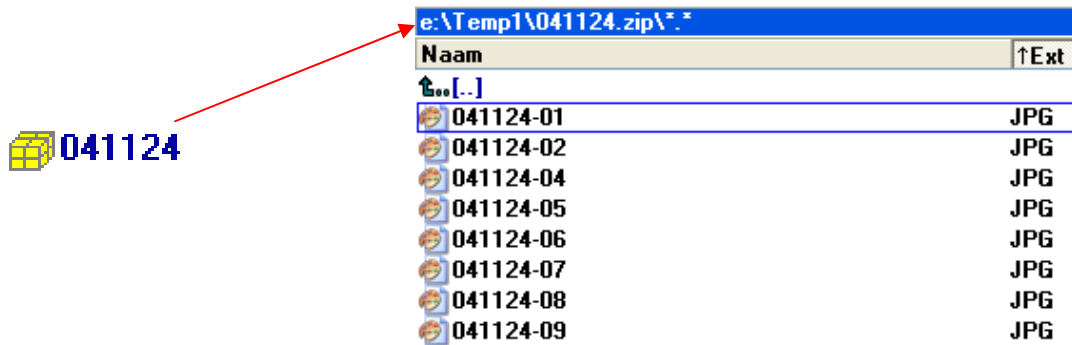 e:\Temp1\041124.zip\*.*
Naam ↑Ext
[..]
041124-01 JPG
041124
041124-02 JPG
041124-04 JPG
041124-05 JPG
041124-06 JPG
041124-07 JPG
041124-08 JPG
041124-09 JPG